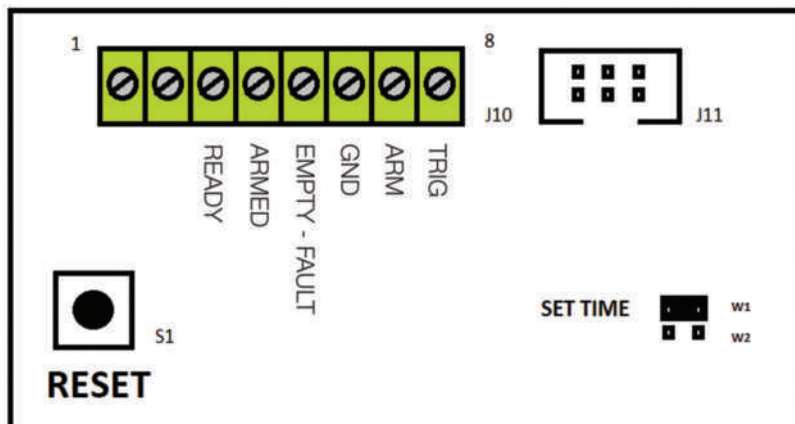 1
8
J10
J11
READY
ARMED
EMPTY - FAULT
GND
ARM
TRIG
S1
RESET
SET TIME
W1
W2